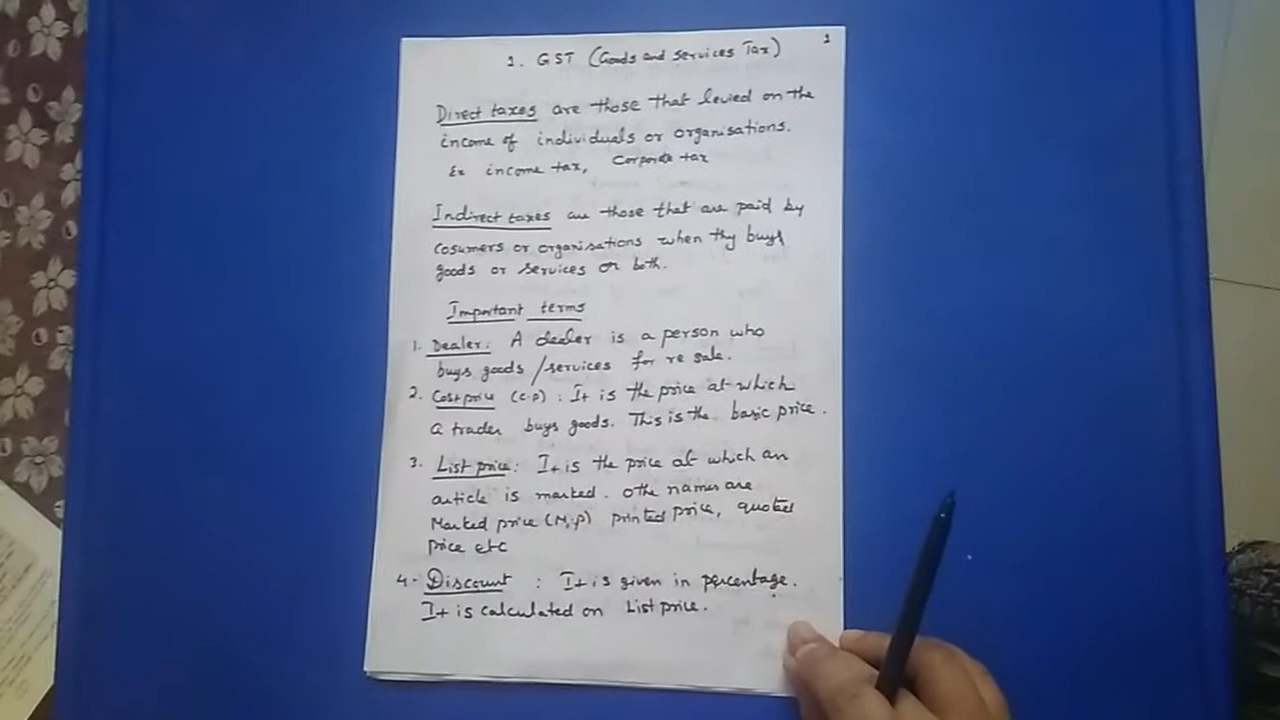 1
1. GST (Goods and Services Tax)
Direct taxes are those that levied on the
income of individuals or organisations.
Ex income tax, Corporate tax
Indirect taxes are those that are paid by
cosumers or organisations when thy buys
goods or services or both.
Important terms
1. Dealer: A dealer is a person who
buys goods/services for re sale.
2. Cost price (C.P) : It is the price at which
a trader buys goods. This is the basic price.
3. List price: It is the price at which an
article is marked. Othe names are
Marked price (M.P) printed price, quoted
price etc
4. Discount : It is given in percentage.
It is calculated on List price.